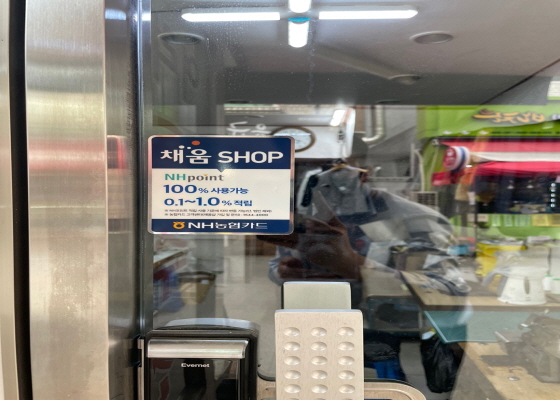 채움 SHOP
NHpoint
100% 사용가능
0.1~1.0% 적립
NH농협카드
Evernet